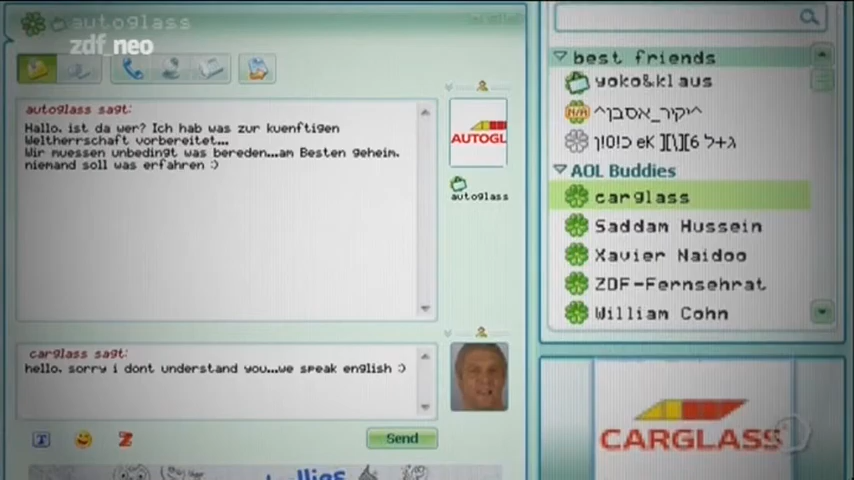 autoglass
zdf_neo
autoglass sagt:
Hallo. ist da wer? Ich hab was zur kuenftigen
Weltherrschaft vorbereitet...
Wir muessen unbedingt was bereden...am Besten geheim.
niemand soll was erfahren :)
AUTOGL
autoglass
carglass sagt:
hello. sorry i dont understand you...we speak english :)
Send
best friends
yoko&klaus
^יקיר_אסבון^
AOL Buddies
carglass
Saddam Hussein
Xavier Naidoo
ZDF-Fernsehrat
William Cohn
CARGLASS